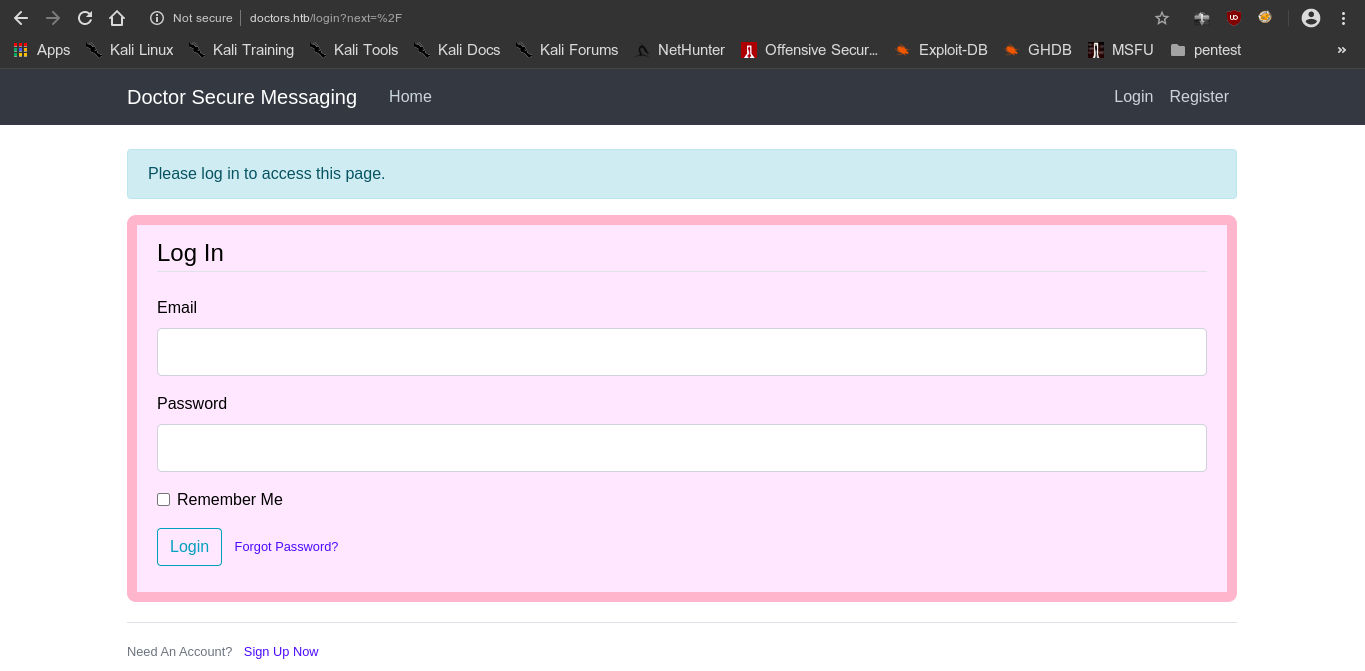 Not secure doctors.htb/login?next=%2F
Apps Kali Linux Kali Training Kali Tools Kali Docs Kali Forums NetHunter Offensive Secur... Exploit-DB GHDB MSFU pentest »
Doctor Secure Messaging Home Login Register
Please log in to access this page.
Log In
Email
Password
Remember Me
Login Forgot Password?
Need An Account? Sign Up Now